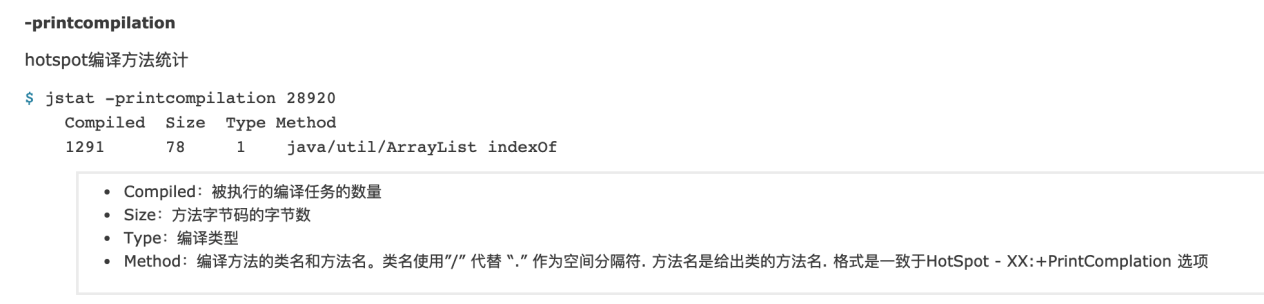 -printcompilation
hotspot编译方法统计
$ jstat -printcompilation 28920
Compiled Size Type Method
1291 78 1 java/util/ArrayList indexOf
• Compiled：被执行的编译任务的数量
• Size：方法字节码的字节数
• Type：编译类型
• Method：编译方法的类名和方法名。类名使用”/” 代替 “.” 作为空间分隔符. 方法名是给出类的方法名. 格式是一致于HotSpot - XX:+PrintComplation 选项